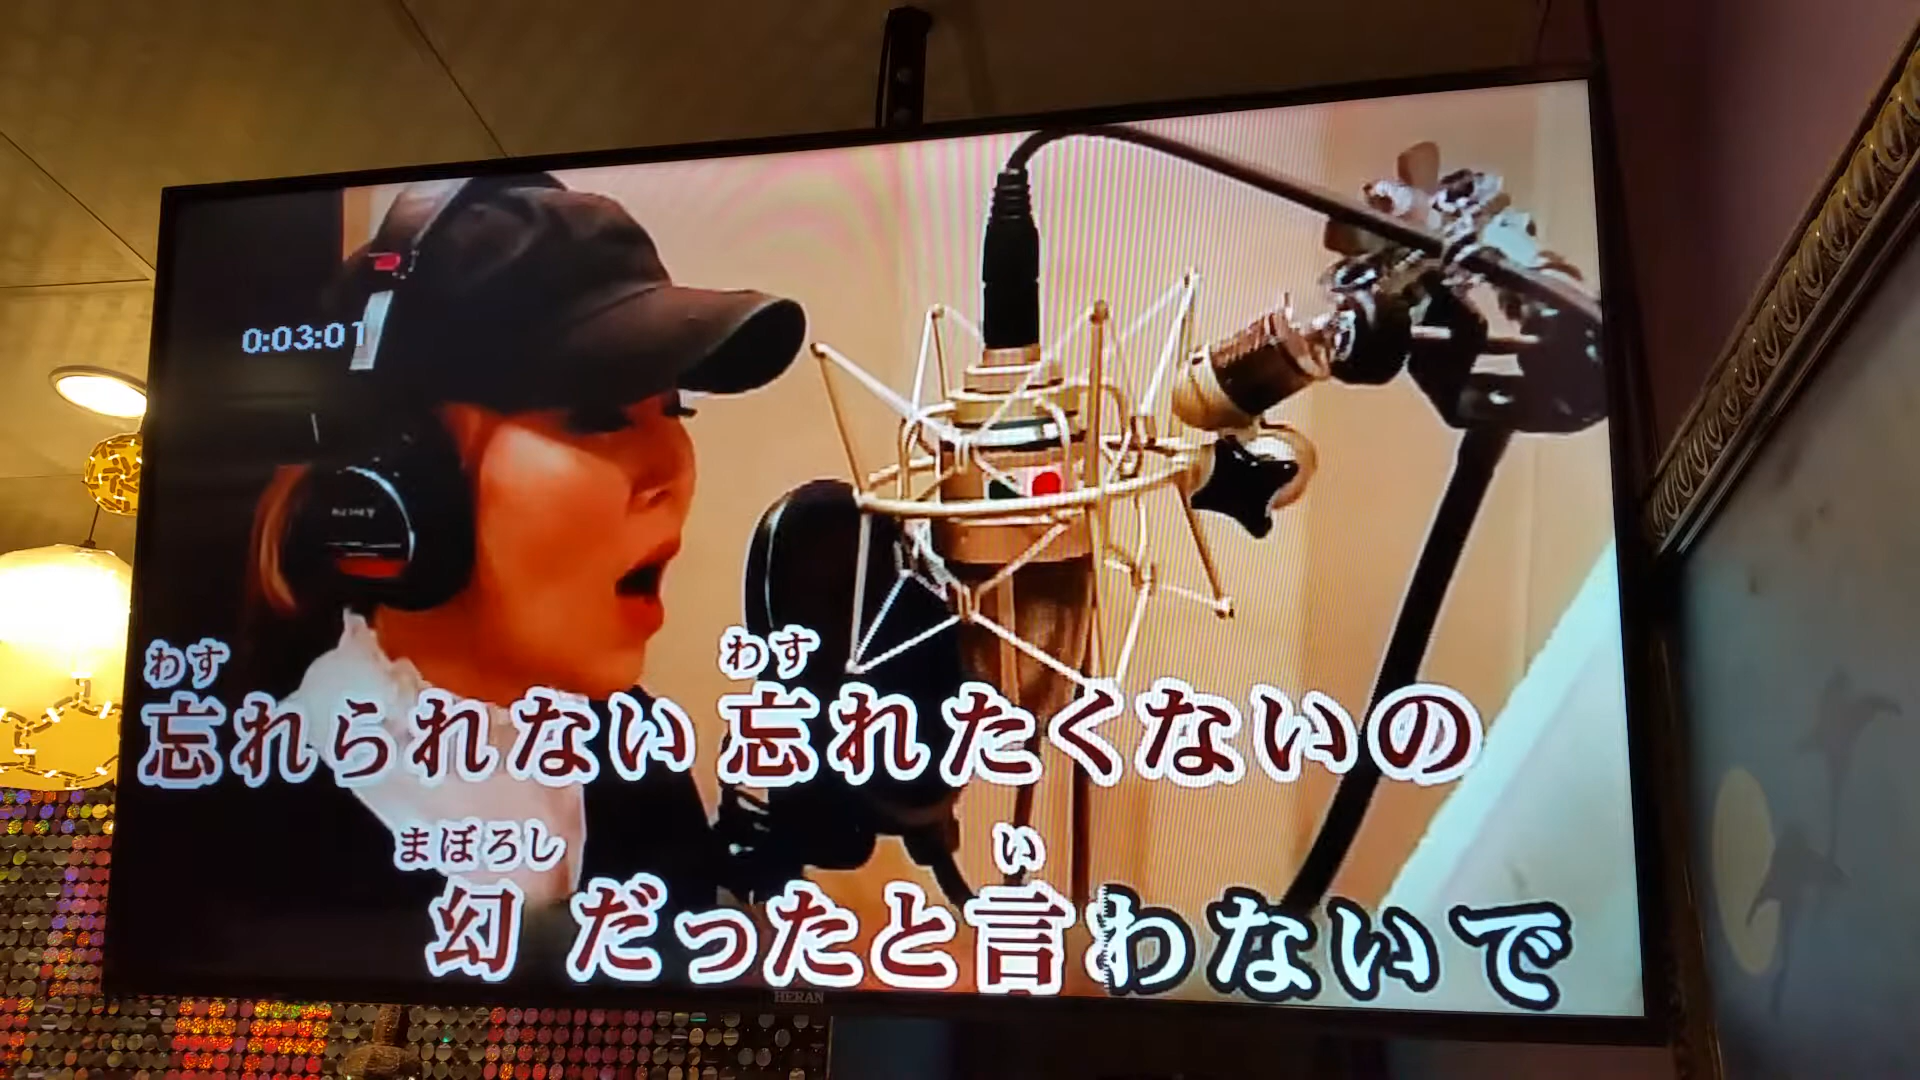 0:03:01
わす わす
忘れられない 忘れたくないの
まぼろし い
幻 だったと言わないで
HERAN